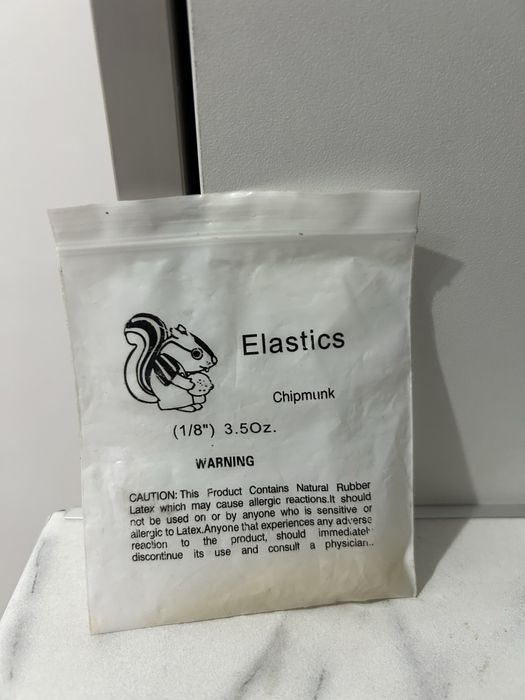 Elastics
Chipmunk
(1/8") 3.5Oz.
WARNING
CAUTION: This Product Contains Natural Rubber
Latex which may cause allergic reactions.It should
not be used on or by anyone who is sensitive or
allergic to Latex.Anyone that experiences any adverse
reaction to the product, should immediatel
discontinue its use and consult a physician..